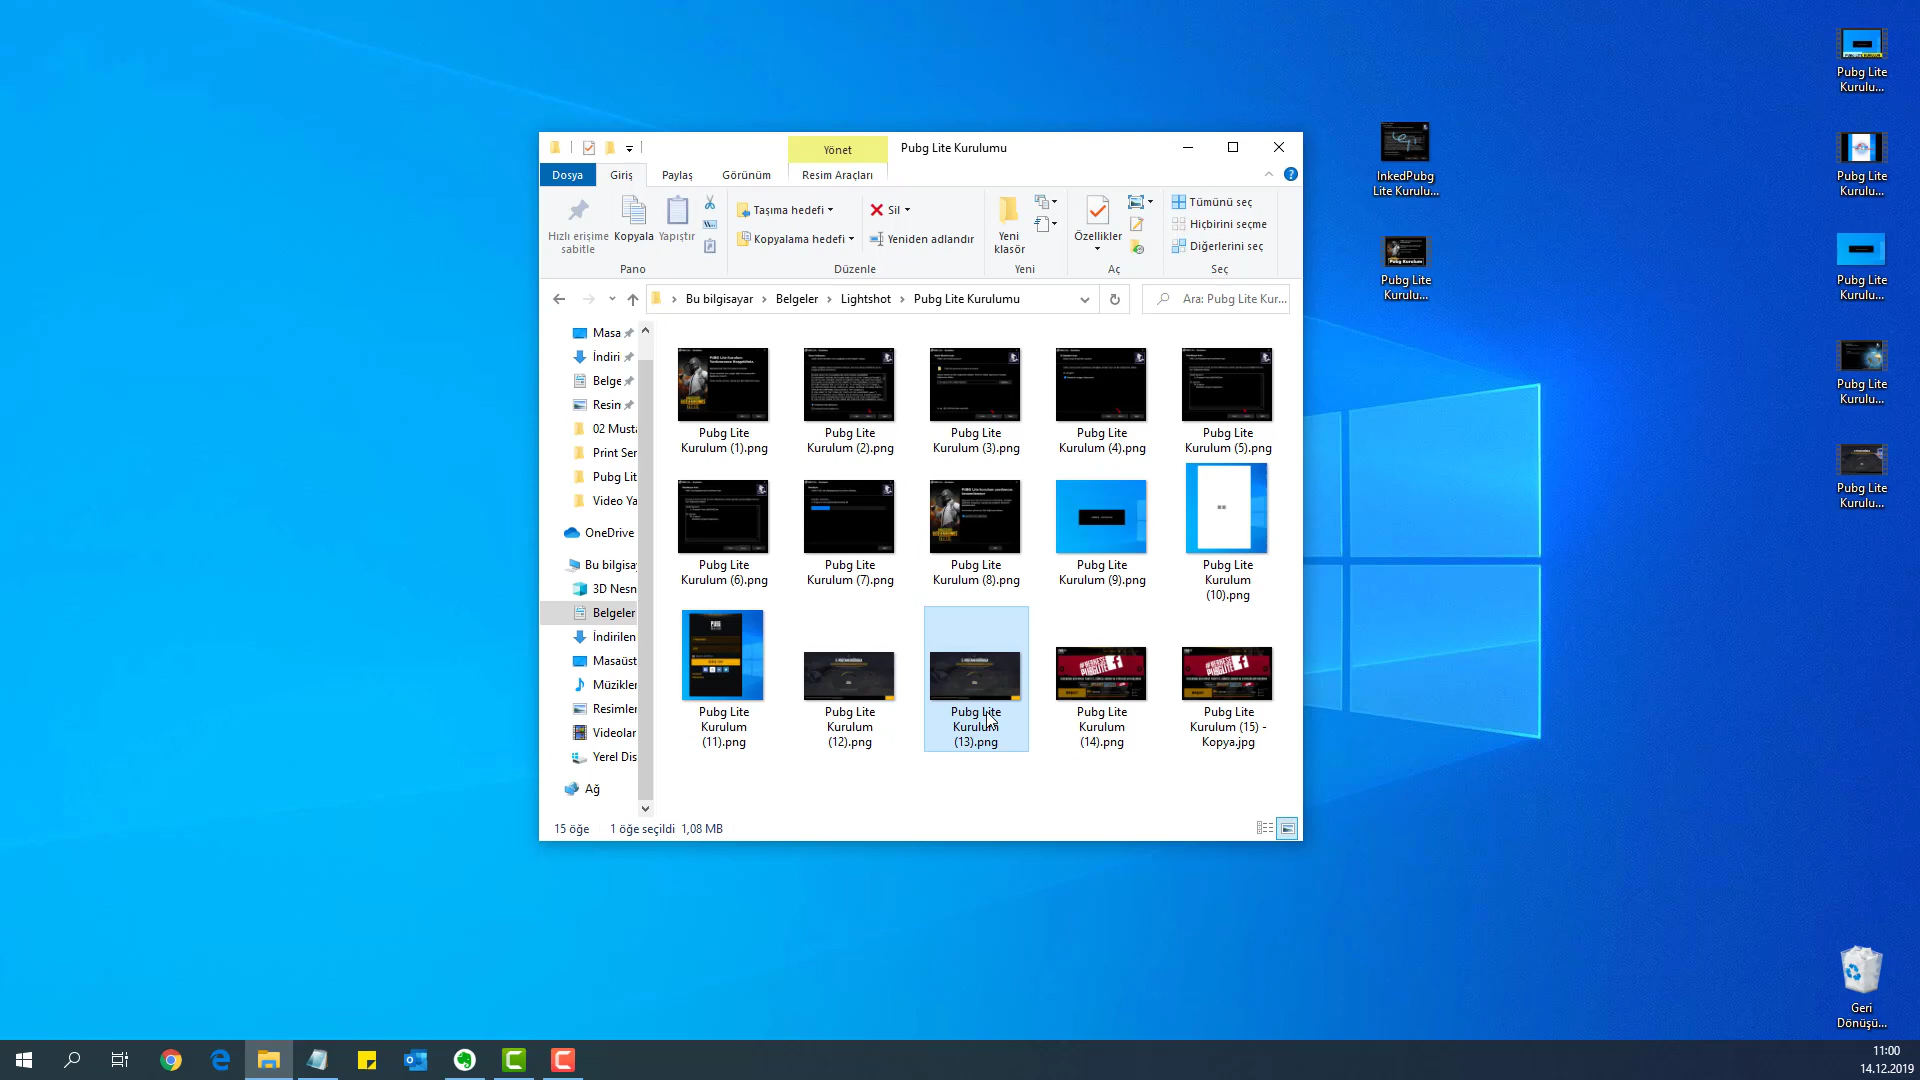 Yönet
Pubg Lite Kurulumu
Dosya
Giriş
Paylaş
Görünüm
Resim Araçları
Hızlı erişime
sabitle
Kopyala
Yapıştır
Pano
Taşıma hedefi
Kopyalama hedefi
Sil
Yeniden adlandır
Düzenle
Yeni
klasör
Yeni
Özellikler
Aç
Tümünü seç
Hiçbirini seçme
Diğerlerini seç
Seç
Bu bilgisayar
Belgeler
Lightshot
Pubg Lite Kurulumu
Ara: Pubg Lite Kur...
Masa
İndiri
Belge
Resim
02 Musta
Print Ser
Pubg Lit
Video Ya
OneDrive
Bu bilgisa
3D Nesn
Belgeler
İndirilen
Masaüst
Müzikler
Resimler
Videolar
Yerel Dis
Ağ
Pubg Lite
Kurulum (1).png
Pubg Lite
Kurulum (2).png
Pubg Lite
Kurulum (3).png
Pubg Lite
Kurulum (4).png
Pubg Lite
Kurulum (5).png
Pubg Lite
Kurulum (6).png
Pubg Lite
Kurulum (7).png
Pubg Lite
Kurulum (8).png
Pubg Lite
Kurulum (9).png
Pubg Lite
Kurulum
(10).png
Pubg Lite
Kurulum
(11).png
Pubg Lite
Kurulum
(12).png
Pubg Lite
Kurulum
(13).png
Pubg Lite
Kurulum
(14).png
Pubg Lite
Kurulum (15) -
Kopya.jpg
15 öğe
1 öğe seçildi 1,08 MB
InkedPubg
Lite Kurulu...
Pubg Lite
Kurulu...
Pubg Lite
Kurulu...
Pubg Lite
Kurulu...
Pubg Lite
Kurulu...
Pubg Lite
Kurulu...
Pubg Lite
Kurulu...
Geri
Dönüşü...
11:00
14.12.2019